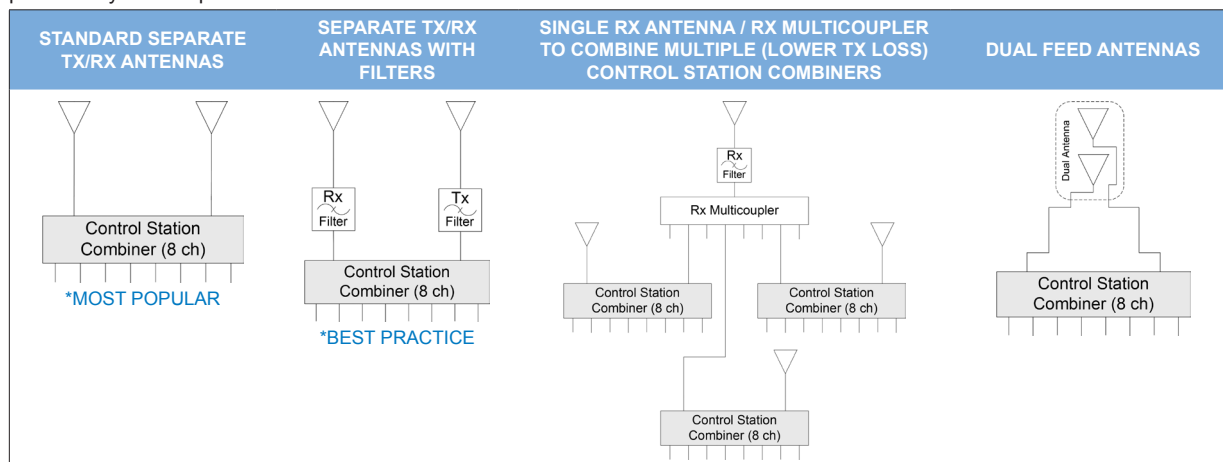 STANDARD SEPARATE
TX/RX ANTENNAS
SEPARATE TX/RX
ANTENNAS WITH
FILTERS
SINGLE RX ANTENNA / RX MULTICOUPLER
TO COMBINE MULTIPLE (LOWER TX LOSS)
CONTROL STATION COMBINERS
DUAL FEED ANTENNAS
Control Station
Combiner (8 ch)
*MOST POPULAR
Rx
Filter
Tx
Filter
Control Station
Combiner (8 ch)
*BEST PRACTICE
Rx
Filter
Rx Multicoupler
Control Station
Combiner (8 ch)
Control Station
Combiner (8 ch)
Control Station
Combiner (8 ch)
Dual Antenna
Control Station
Combiner (8 ch)